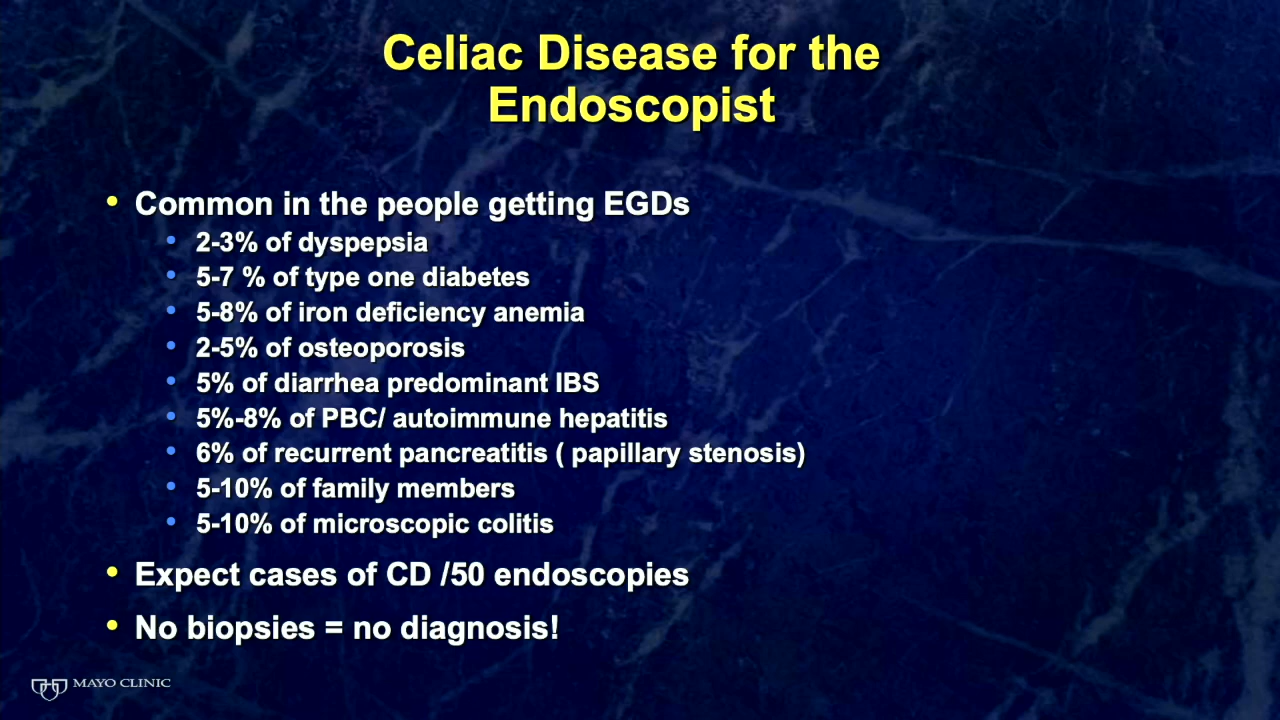 Celiac Disease for the
Endoscopist
• Common in the people getting EGDs
• 2-3% of dyspepsia
• 5-7 % of type one diabetes
• 5-8% of iron deficiency anemia
• 2-5% of osteoporosis
• 5% of diarrhea predominant IBS
• 5%-8% of PBC/ autoimmune hepatitis
• 6% of recurrent pancreatitis ( papillary stenosis)
• 5-10% of family members
• 5-10% of microscopic colitis
• Expect cases of CD /50 endoscopies
• No biopsies = no diagnosis!
MAYO CLINIC